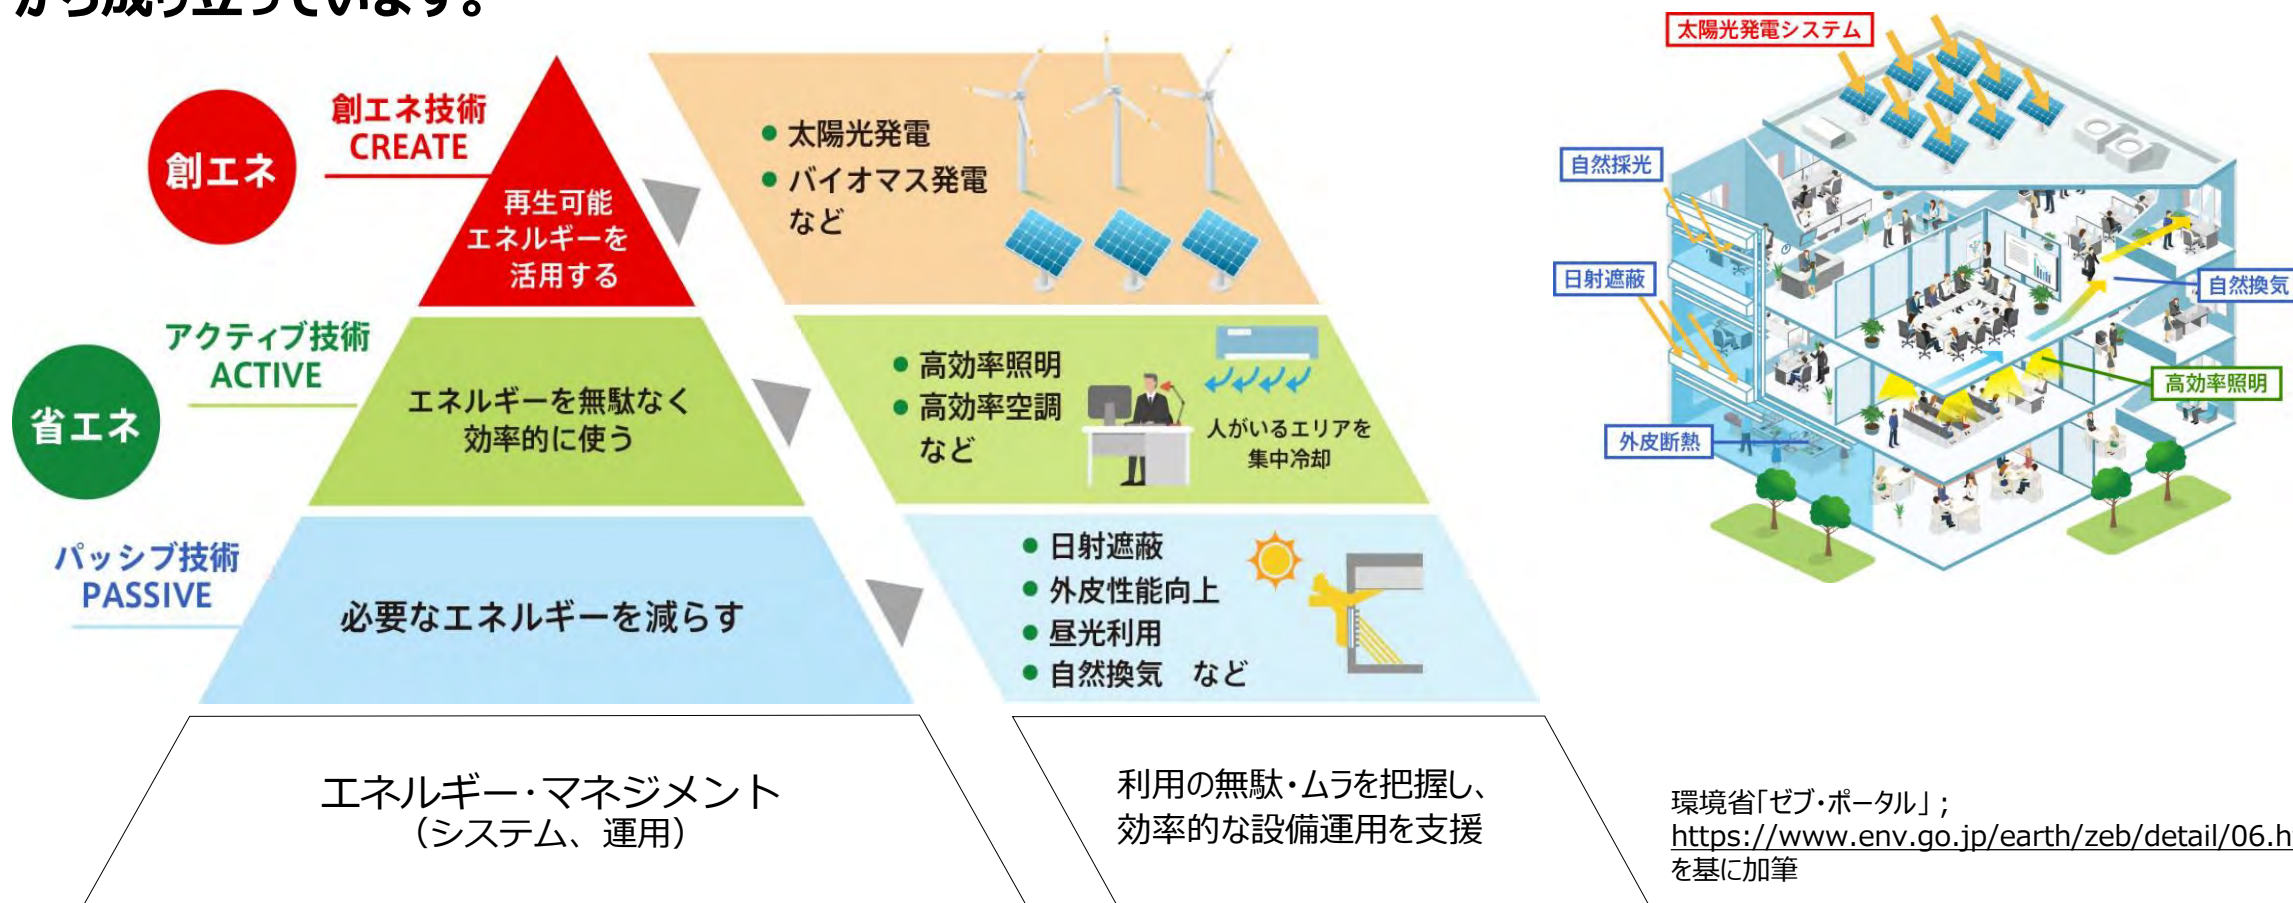 から成り立っています。
創エネ
創エネ技術
CREATE
再生可能
エネルギーを
活用する
● 太陽光発電
● バイオマス発電
など
省エネ
アクティブ技術
ACTIVE
エネルギーを無駄なく
効率的に使う
● 高効率照明
● 高効率空調
など
人がいるエリアを
集中冷却
パッシブ技術
PASSIVE
必要なエネルギーを減らす
● 日射遮蔽
● 外皮性能向上
● 昼光利用
● 自然換気 など
エネルギー・マネジメント
（システム、運用）
利用の無駄・ムラを把握し、
効率的な設備運用を支援
太陽光発電システム
自然採光
日射遮蔽
自然換気
高効率照明
外皮断熱
環境省「ゼブ・ポータル」；
https://www.env.go.jp/earth/zeb/detail/06.h
を基に加筆